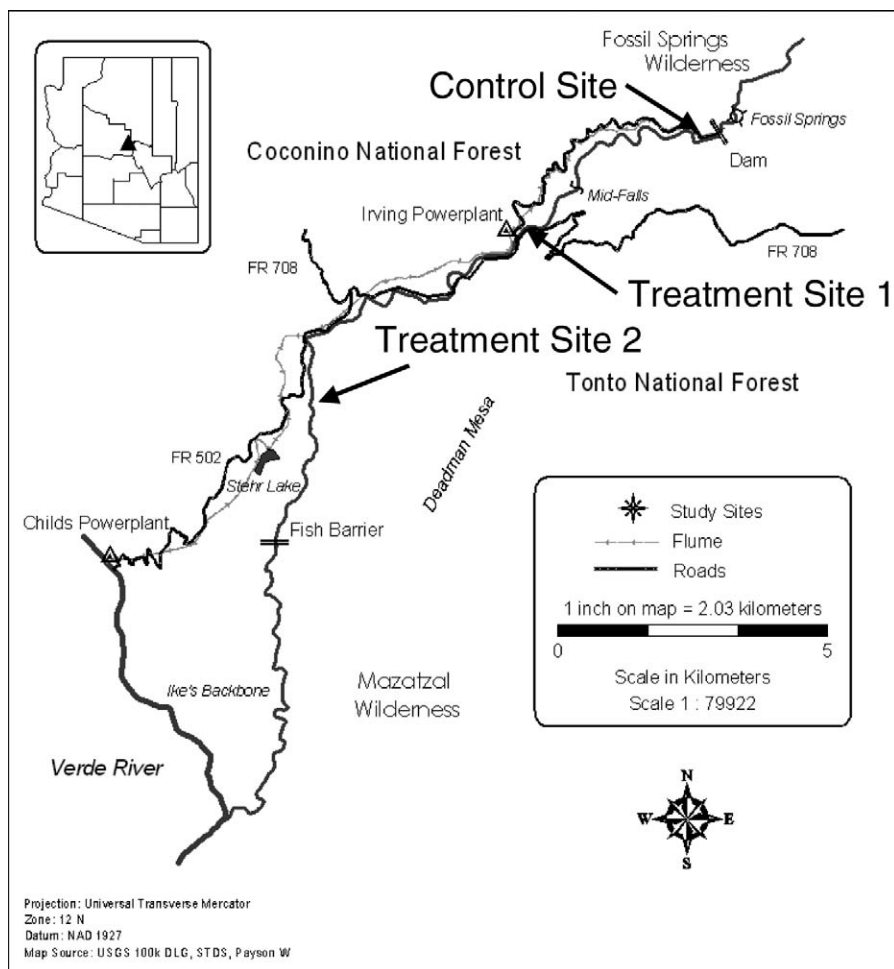 Fossil Springs
Wilderness
Control Site
Fossil Springs
Dam
Coconino National Forest
Mid-Falls
Irving Powerplant
FR 708
FR 708
Treatment Site 1
Treatment Site 2
Tonto National Forest
Deadman Mesa
FR 502
Stehr Lake
Childs Powerplant
Fish Barrier
Study Sites
Flume
Roads
1 inch on map = 2.03 kilometers
0
5
Scale in Kilometers
Scale 1 : 79922
Ike's Backbone
Mazatzal
Wilderness
Verde River
N
W
E
S
Projection: Universal Transverse Mercator
Zone: 12 N
Datum: NAD 1927
Map Source: USGS 100k DLG, STDS, Payson W